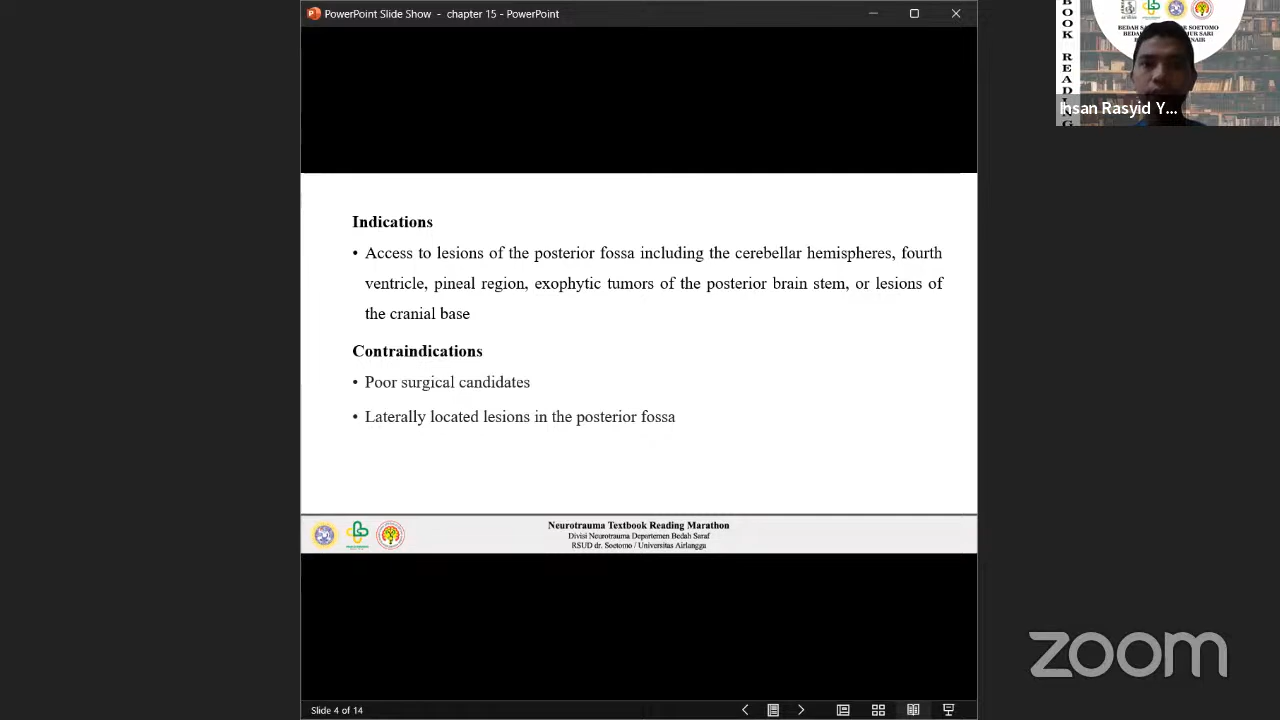 PowerPoint Slide Show - chapter 15 - PowerPoint
BOOK READING
Ihsan Rasyid Y...
Indications
• Access to lesions of the posterior fossa including the cerebellar hemispheres, fourth
ventricle, pineal region, exophytic tumors of the posterior brain stem, or lesions of
the cranial base
Contraindications
• Poor surgical candidates
• Laterally located lesions in the posterior fossa
Neurotrauma Textbook Reading Marathon
Divisi Neurotrauma Departemen Bedah Saraf
RSUD dr. Soetomo / Universitas Airlangga
zoom
Slide 4 of 14